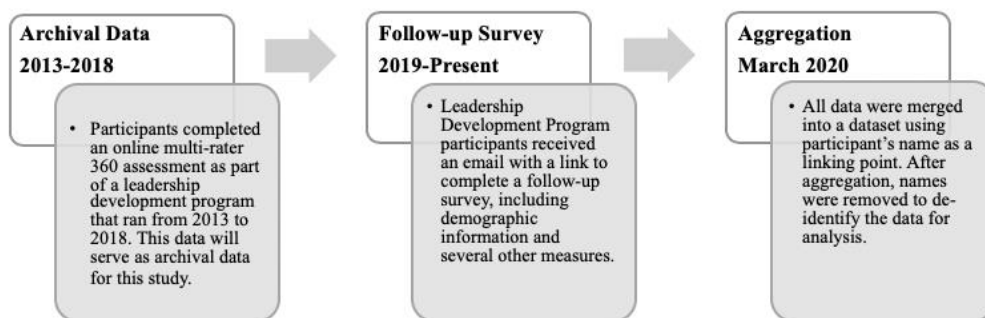 Archival Data
2013-2018
• Participants completed
an online multi-rater
360 assessment as part
of a leadership
development program
that ran from 2013 to
2018. This data will
serve as archival data
for this study.
Follow-up Survey
2019-Present
• Leadership
Development Program
participants received
an email with a link to
complete a follow-up
survey, including
demographic
information and
several other measures.
Aggregation
March 2020
• All data were merged
into a dataset using
participant's name as a
linking point. After
aggregation, names
were removed to de-
identify the data for
analysis.